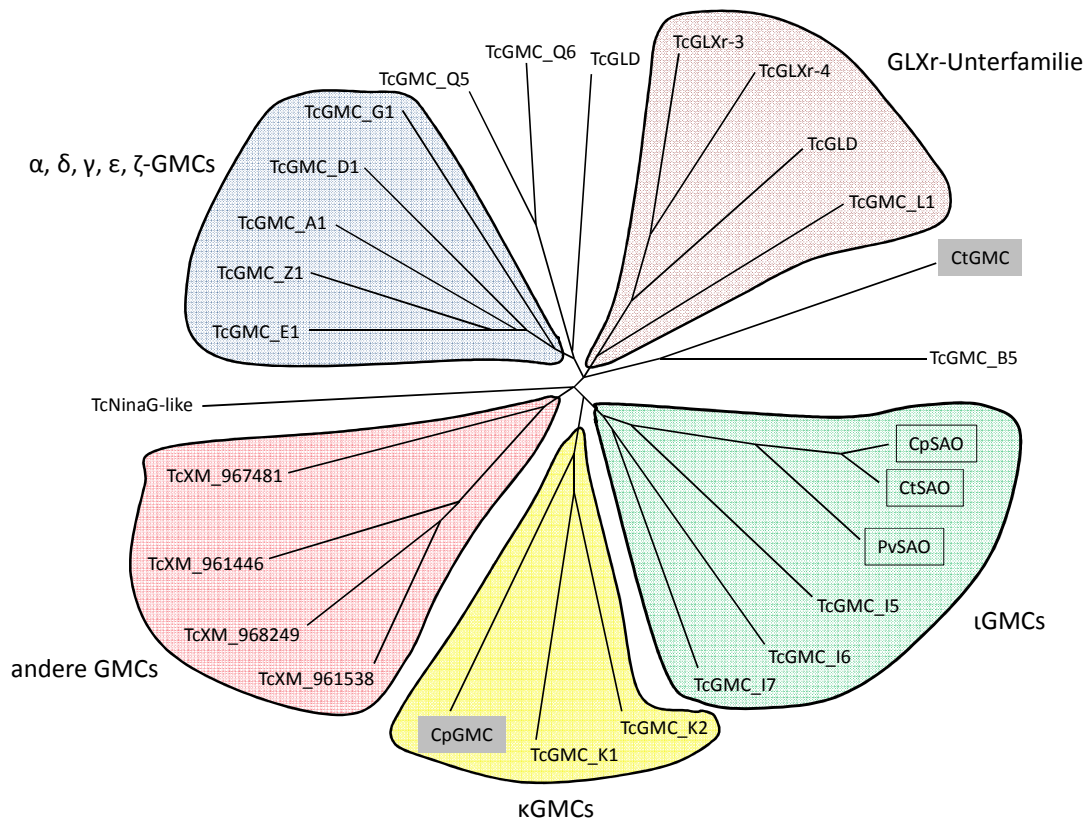 TcGMC_Q6
TcGLD
TcGLXr-3
GLXr-Unterfamilie
TcGMC_Q5
TcGLXr-4
TcGMC_G1
TcGLD
α, δ, γ, ε, ζ-GMCs
TcGMC_D1
TcGMC_L1
TcGMC_A1
CtGMC
TcGMC_Z1
TcGMC_E1
TcGMC_B5
TcNinaG-like
CpSAO
TcXM_967481
CtSAO
PvSAO
TcXM_961446
TcGMC_I5
ιGMCs
TcXM_968249
TcGMC_I6
andere GMCs
TcXM_961538
TcGMC_I7
TcGMC_K2
CpGMC
TcGMC_K1
κGMCs